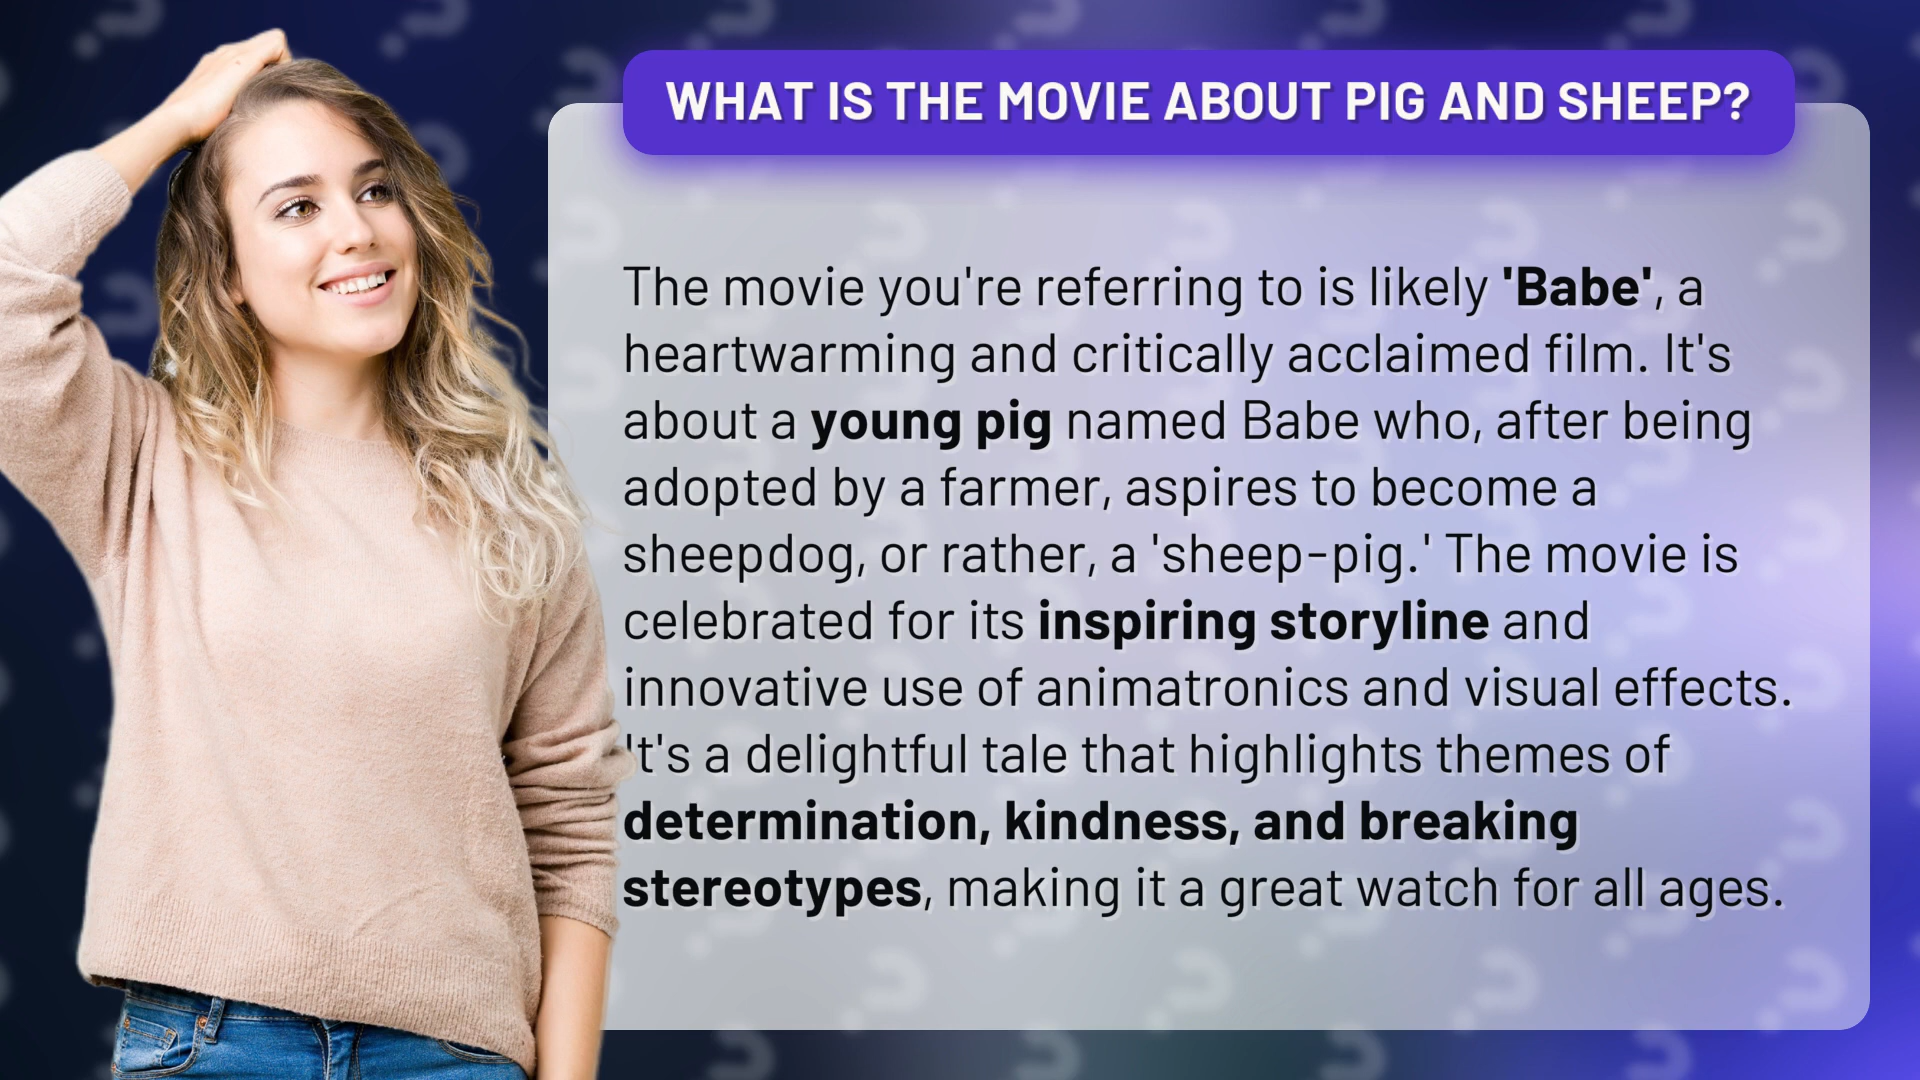 WHAT IS THE MOVIE ABOUT PIG AND SHEEP?
The movie you're referring to is likely 'Babe', a
heartwarming and critically acclaimed film. It's
about a young pig named Babe who, after being
adopted by a farmer, aspires to become a
sheepdog, or rather, a 'sheep-pig.' The movie is
celebrated for its inspiring storyline and
innovative use of animatronics and visual effects.
It's a delightful tale that highlights themes of
determination, kindness, and breaking
stereotypes, making it a great watch for all ages.